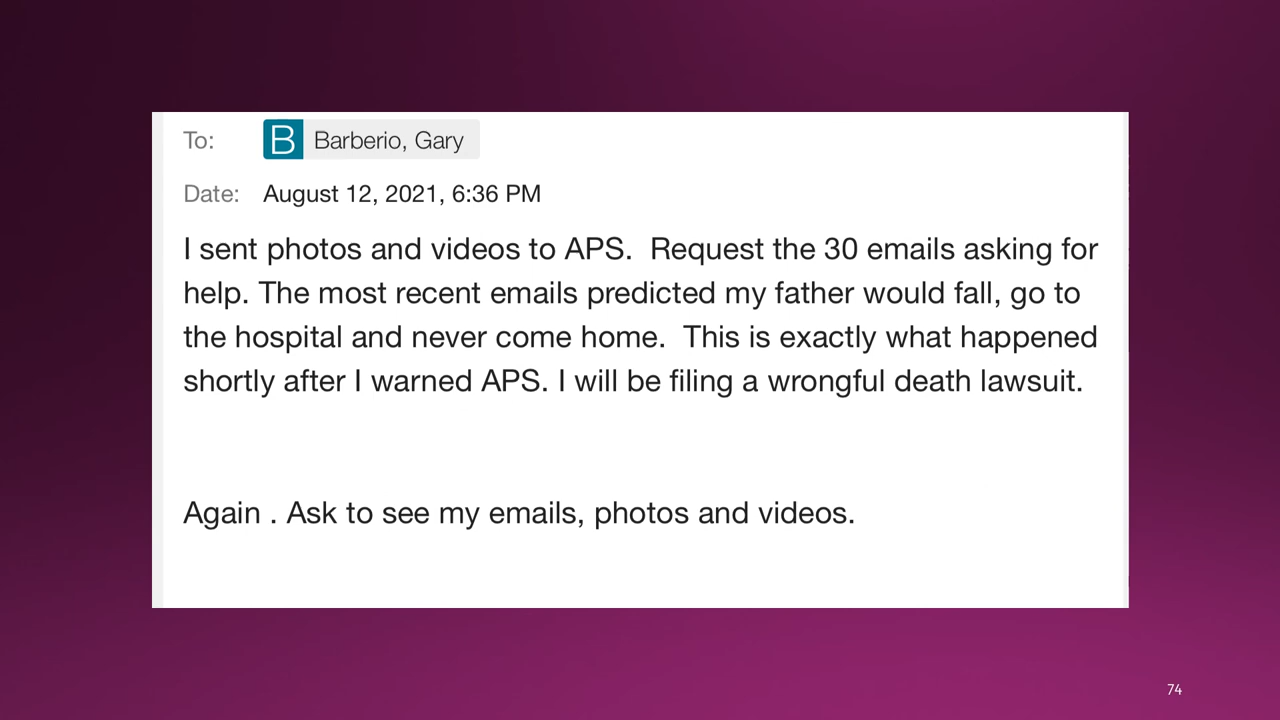 To: B Barberio, Gary
Date: August 12, 2021, 6:36 PM
I sent photos and videos to APS.  Request the 30 emails asking for
help. The most recent emails predicted my father would fall, go to
the hospital and never come home.  This is exactly what happened
shortly after I warned APS. I will be filing a wrongful death lawsuit.
Again . Ask to see my emails, photos and videos.
74